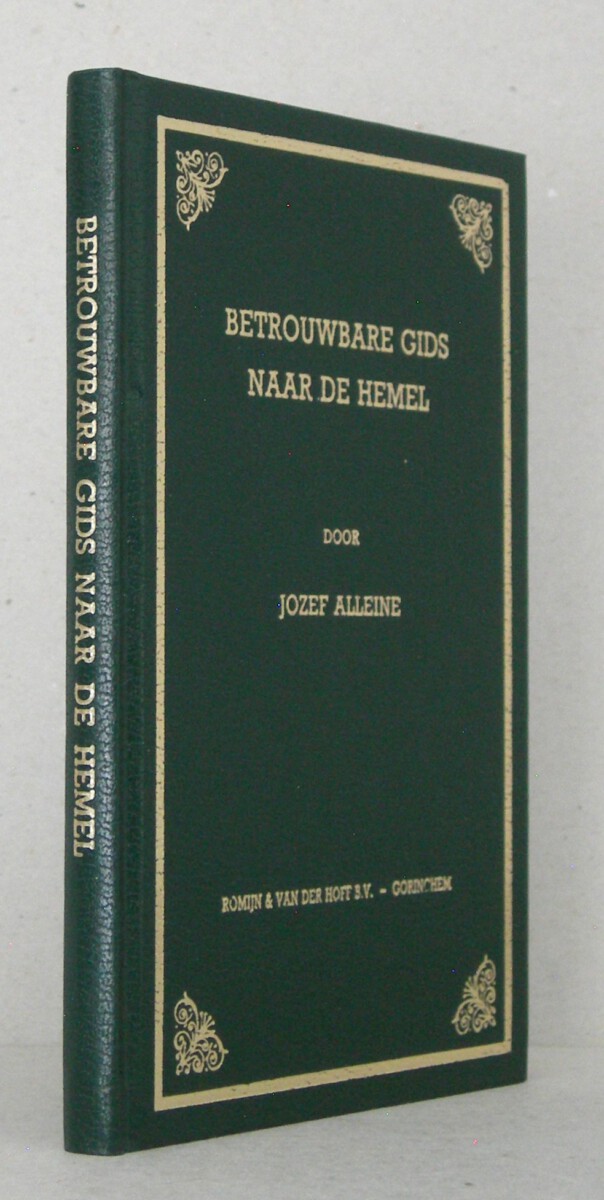 BETROUWBARE GIDS NAAR DE HEMEL
BETROUWBARE GIDS
NAAR DE HEMEL
DOOR
JOZEF ALLEINE
ROMIJN & VAN DER HOFF B.V. – GORINCHEM